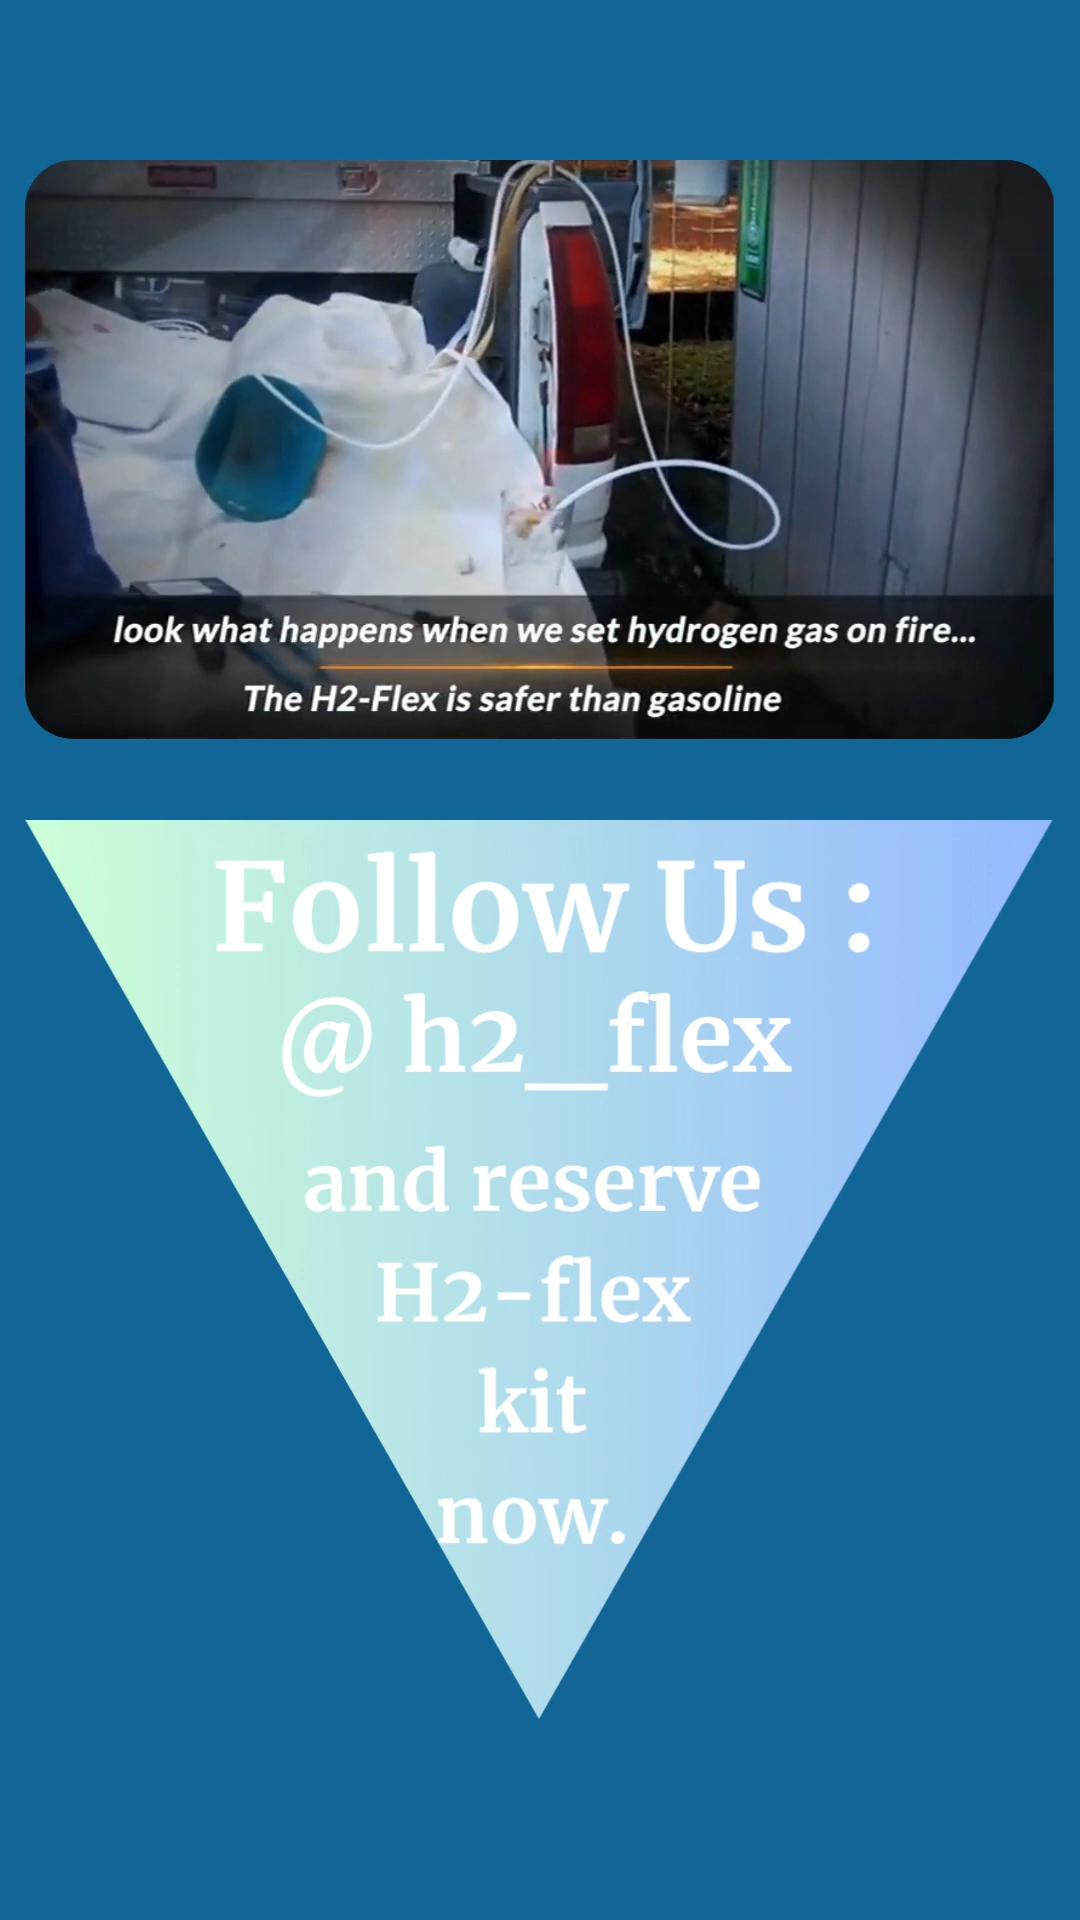 look what happens when we set hydrogen gas on fire...
The H2-Flex is safer than gasoline
Follow Us :
@ h2_flex
and reserve
H2-flex
kit
now.